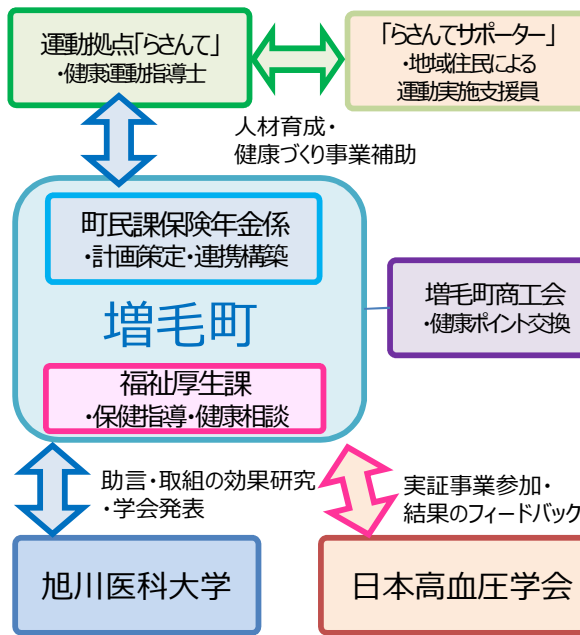 運動拠点「らさんて」
・健康運動指導士
「らさんてサポーター」
・地域住民による
運動実施支援員
人材育成・
健康づくり事業補助
町民課保険年金係
・計画策定・連携構築
増毛町
福祉厚生課
・保健指導・健康相談
増毛町商工会
・健康ポイント交換
助言・取組の効果研究
・学会発表
実証事業参加・
結果のフィードバック
旭川医科大学
日本高血圧学会